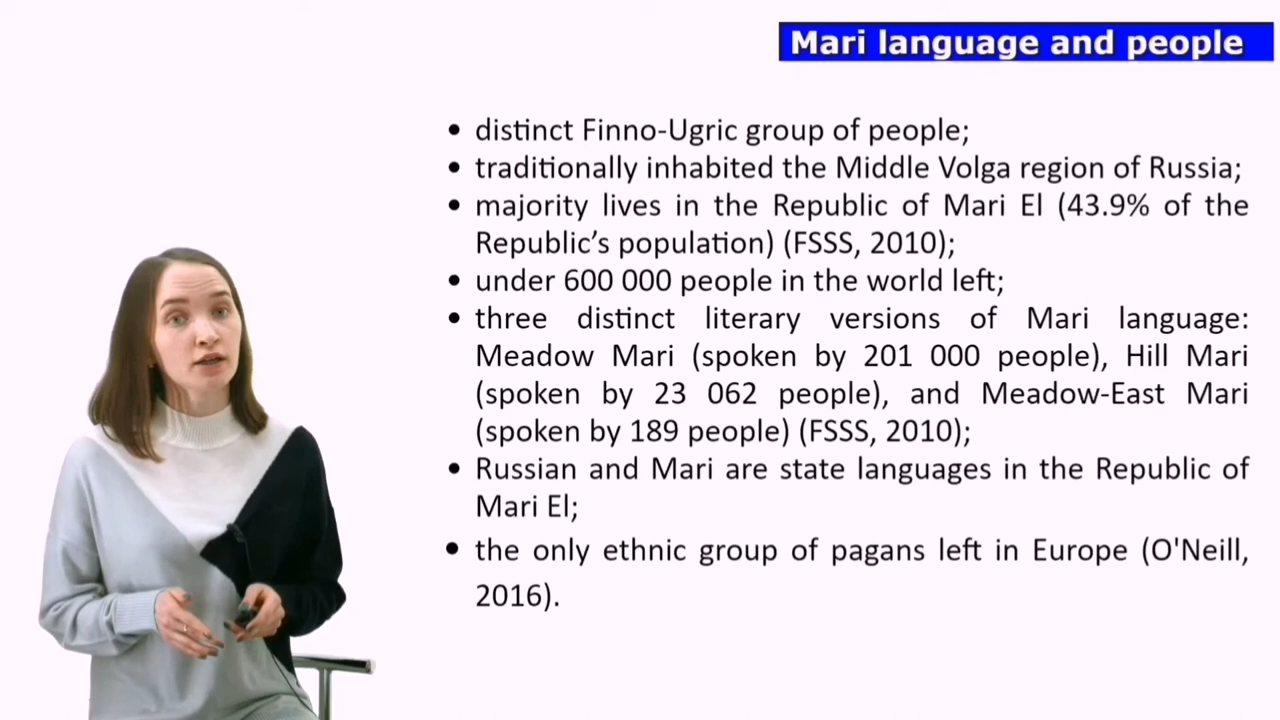 Mari language and people
• distinct Finno-Ugric group of people;
• traditionally inhabited the Middle Volga region of Russia;
• majority lives in the Republic of Mari El (43.9% of the
Republic’s population) (FSSS, 2010);
• under 600 000 people in the world left;
• three distinct literary versions of Mari language:
Meadow Mari (spoken by 201 000 people), Hill Mari
(spoken by 23 062 people), and Meadow-East Mari
(spoken by 189 people) (FSSS, 2010);
• Russian and Mari are state languages in the Republic of
Mari El;
• the only ethnic group of pagans left in Europe (O'Neill,
2016).